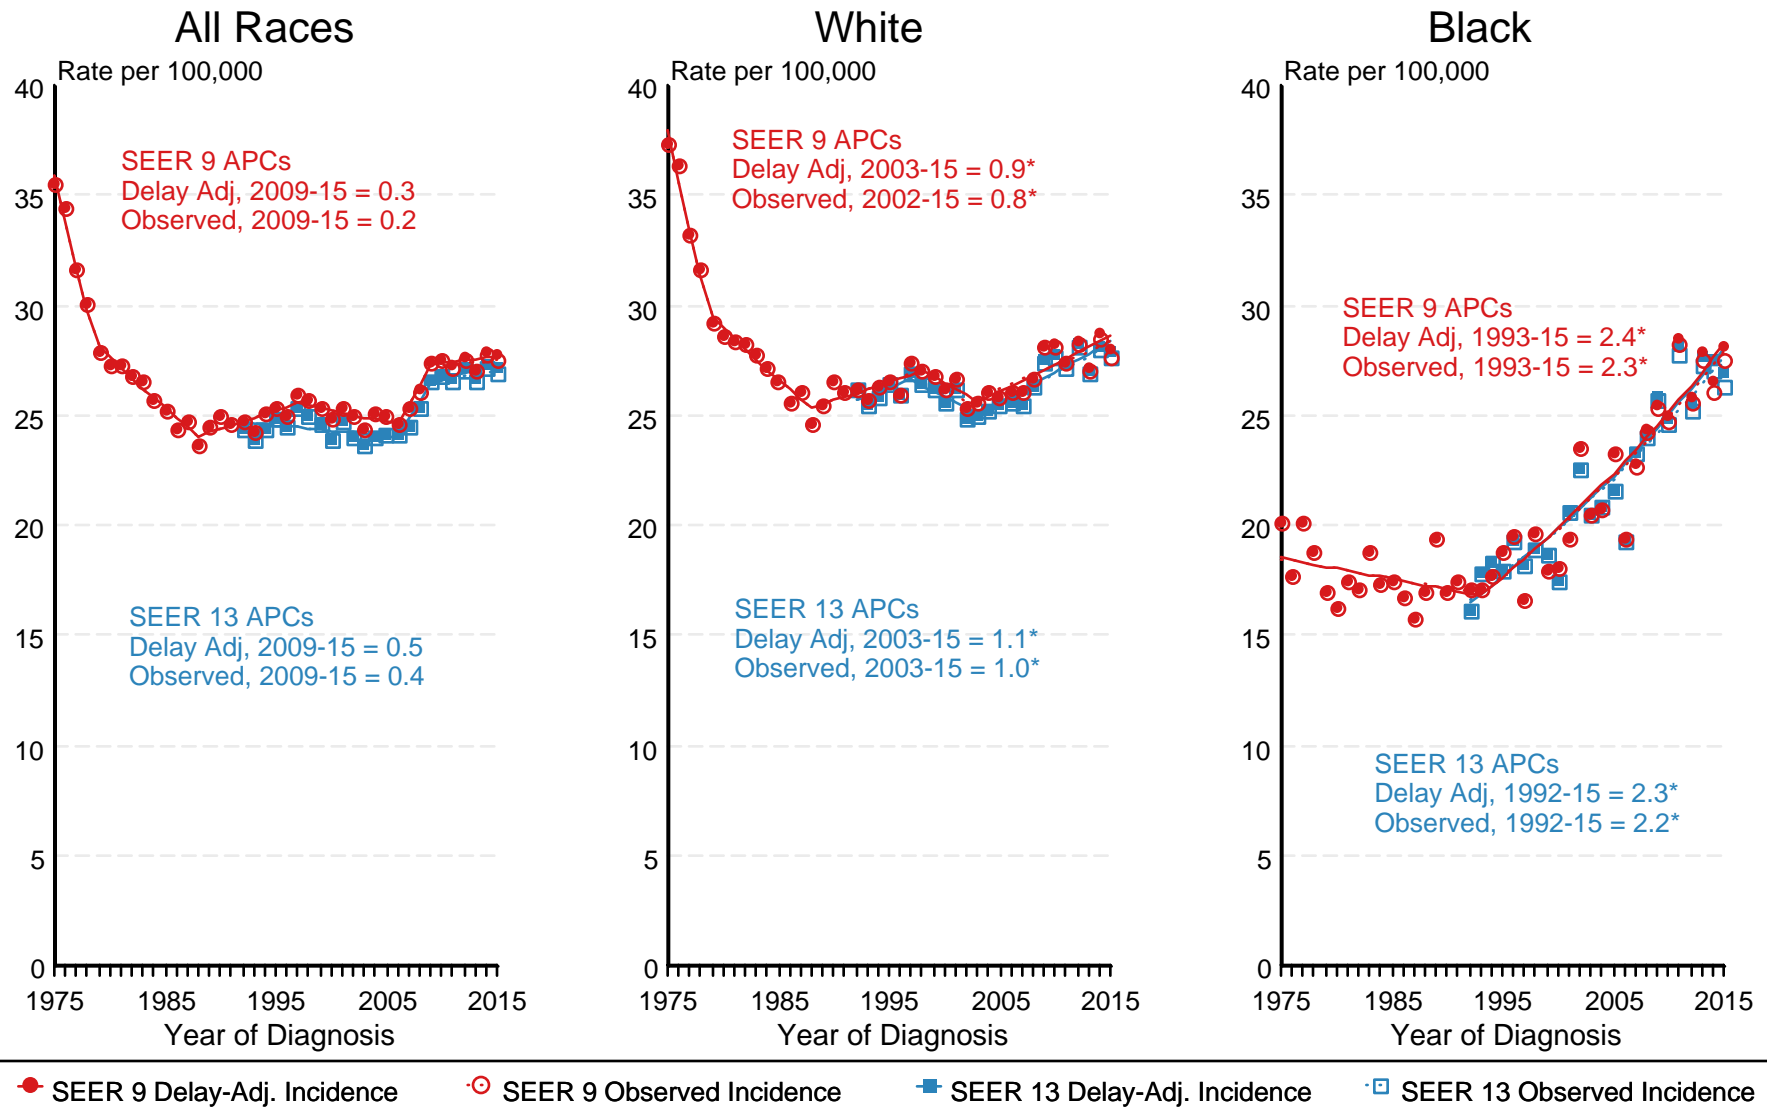 All Races
Rate per 100,000
40
35
30
25
20
15
10
5
0
SEER 9 APCs
Delay Adj, 2009-15 = 0.3
Observed, 2009-15 = 0.2
SEER 13 APCs
Delay Adj, 2009-15 = 0.5
Observed, 2009-15 = 0.4
1975 1985 1995 2005 2015
Year of Diagnosis
White
Rate per 100,000
40
35
30
25
20
15
10
5
0
SEER 9 APCs
Delay Adj, 2003-15 = 0.9*
Observed, 2002-15 = 0.8*
SEER 13 APCs
Delay Adj, 2003-15 = 1.1*
Observed, 2003-15 = 1.0*
1975 1985 1995 2005 2015
Year of Diagnosis
Black
Rate per 100,000
40
35
30
25
20
15
10
5
0
SEER 9 APCs
Delay Adj, 1993-15 = 2.4*
Observed, 1993-15 = 2.3*
SEER 13 APCs
Delay Adj, 1992-15 = 2.3*
Observed, 1992-15 = 2.2*
1975 1985 1995 2005 2015
Year of Diagnosis
SEER 9 Delay-Adj. Incidence SEER 9 Observed Incidence SEER 13 Delay-Adj. Incidence SEER 13 Observed Incidence